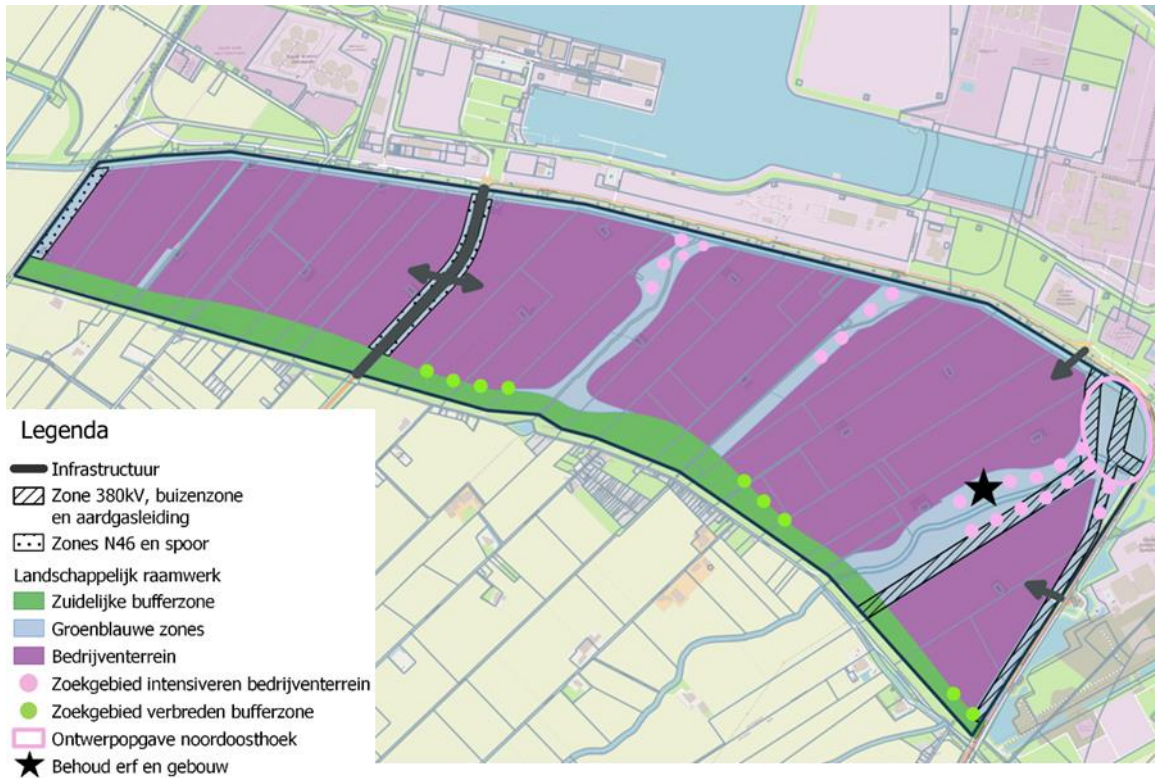 Legenda
Infrastructuur
Zone 380kV, buizenzone
en aardgasleiding
Zones N46 en spoor
Landschappelijk raamwerk
Zuidelijke bufferzone
Groenblauwe zones
Bedrijventerrein
Zoekgebied intensiveren bedrijventerrein
Zoekgebied verbreden bufferzone
Ontwerpopgave noordoosthoek
Behoud erf en gebouw